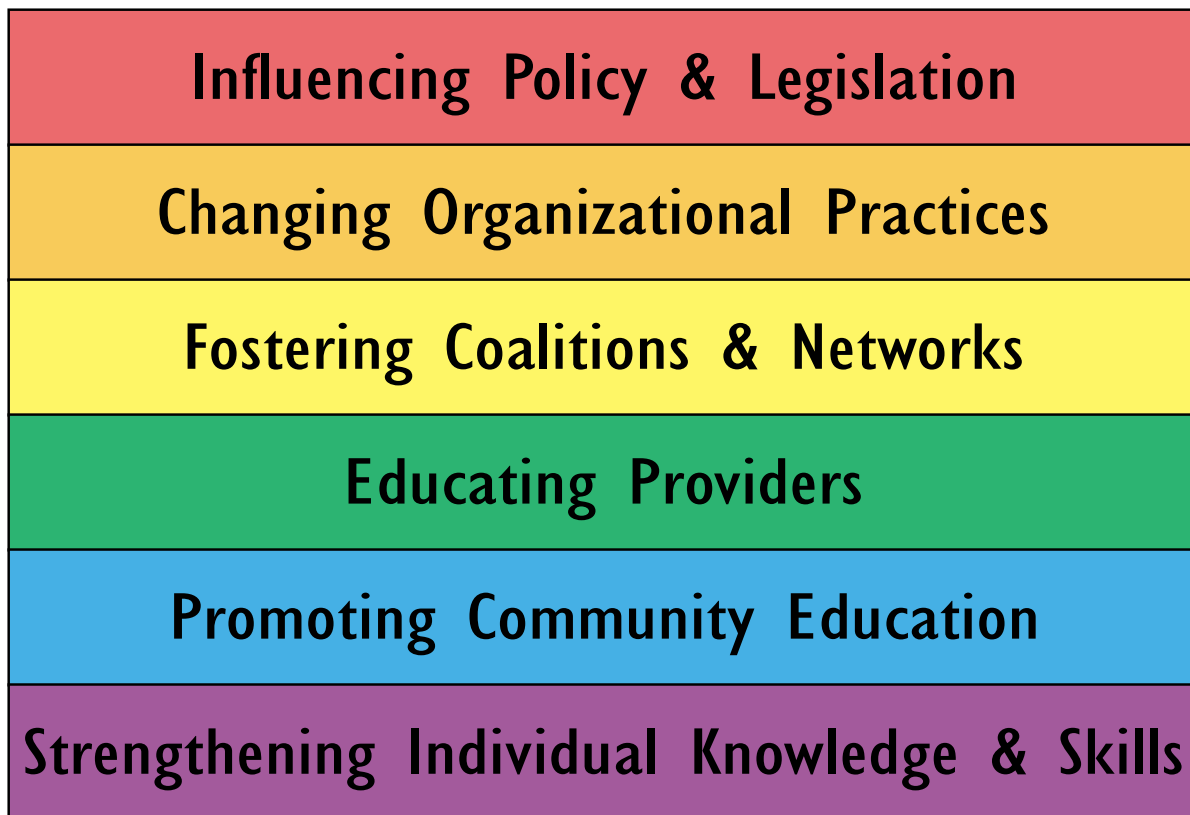 Influencing Policy & Legislation
Changing Organizational Practices
Fostering Coalitions & Networks
Educating Providers
Promoting Community Education
Strengthening Individual Knowledge & Skills